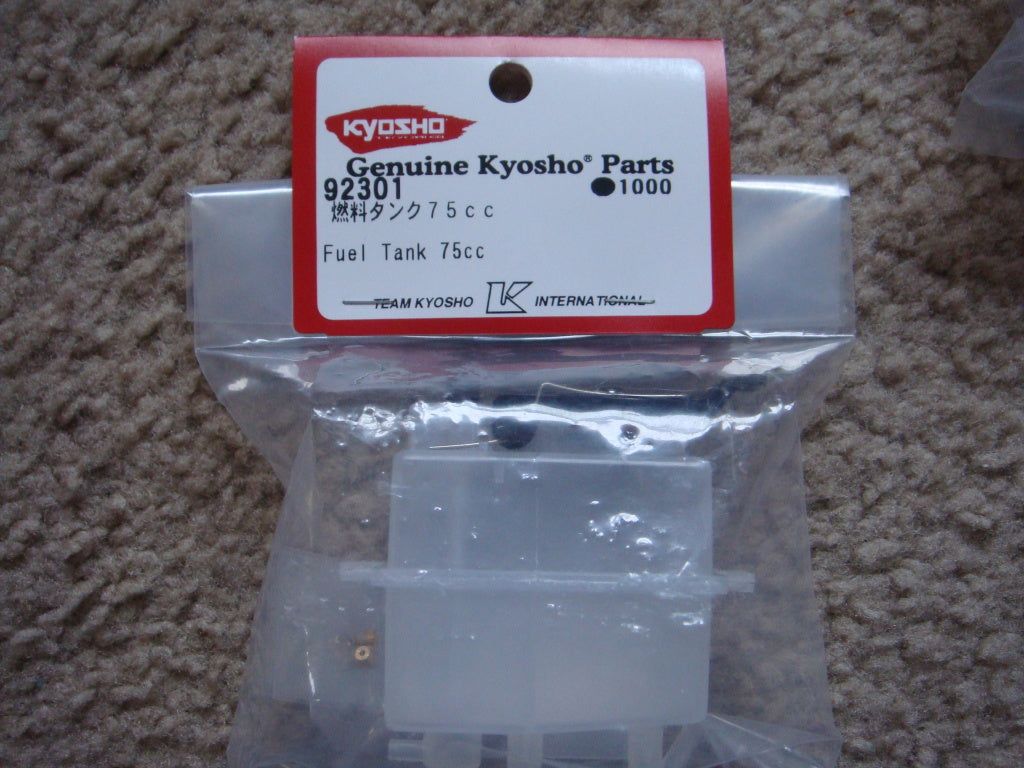 KYOSHO
Genuine Kyosho® Parts
92301 ●1000
燃料タンク75cc
Fuel Tank 75cc
TEAM KYOSHO K INTERNATIONAL